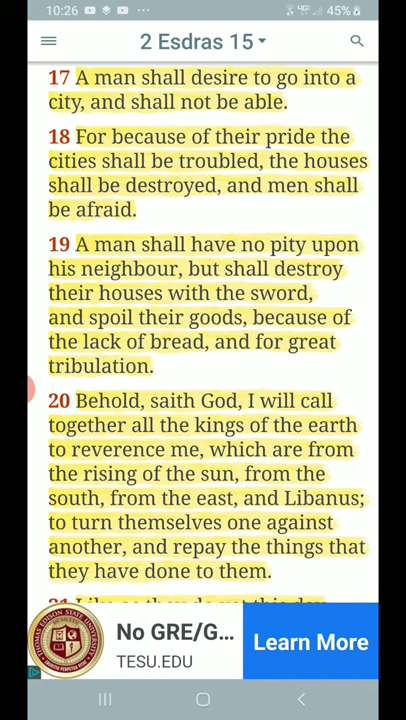 10:26 45%
2 Esdras 15
17 A man shall desire to go into a
city, and shall not be able.
18 For because of their pride the
cities shall be troubled, the houses
shall be destroyed, and men shall
be afraid.
19 A man shall have no pity upon
his neighbour, but shall destroy
their houses with the sword,
and spoil their goods, because of
the lack of bread, and for great
tribulation.
20 Behold, saith God, I will call
together all the kings of the earth
to reverence me, which are from
the rising of the sun, from the
south, from the east, and Libanus;
to turn themselves one against
another, and repay the things that
they have done to them.
No GRE/G...
TESU.EDU
Learn More